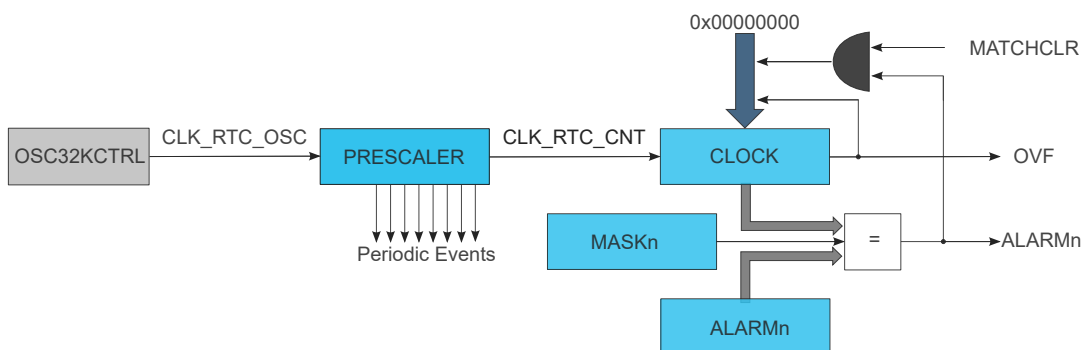 0x00000000
MATCHCLR
OSC32KCTRL
CLK_RTC_OSC
PRESCALER
CLK_RTC_CNT
CLOCK
OVF
Periodic Events
MASKn
=
ALARMn
ALARMn